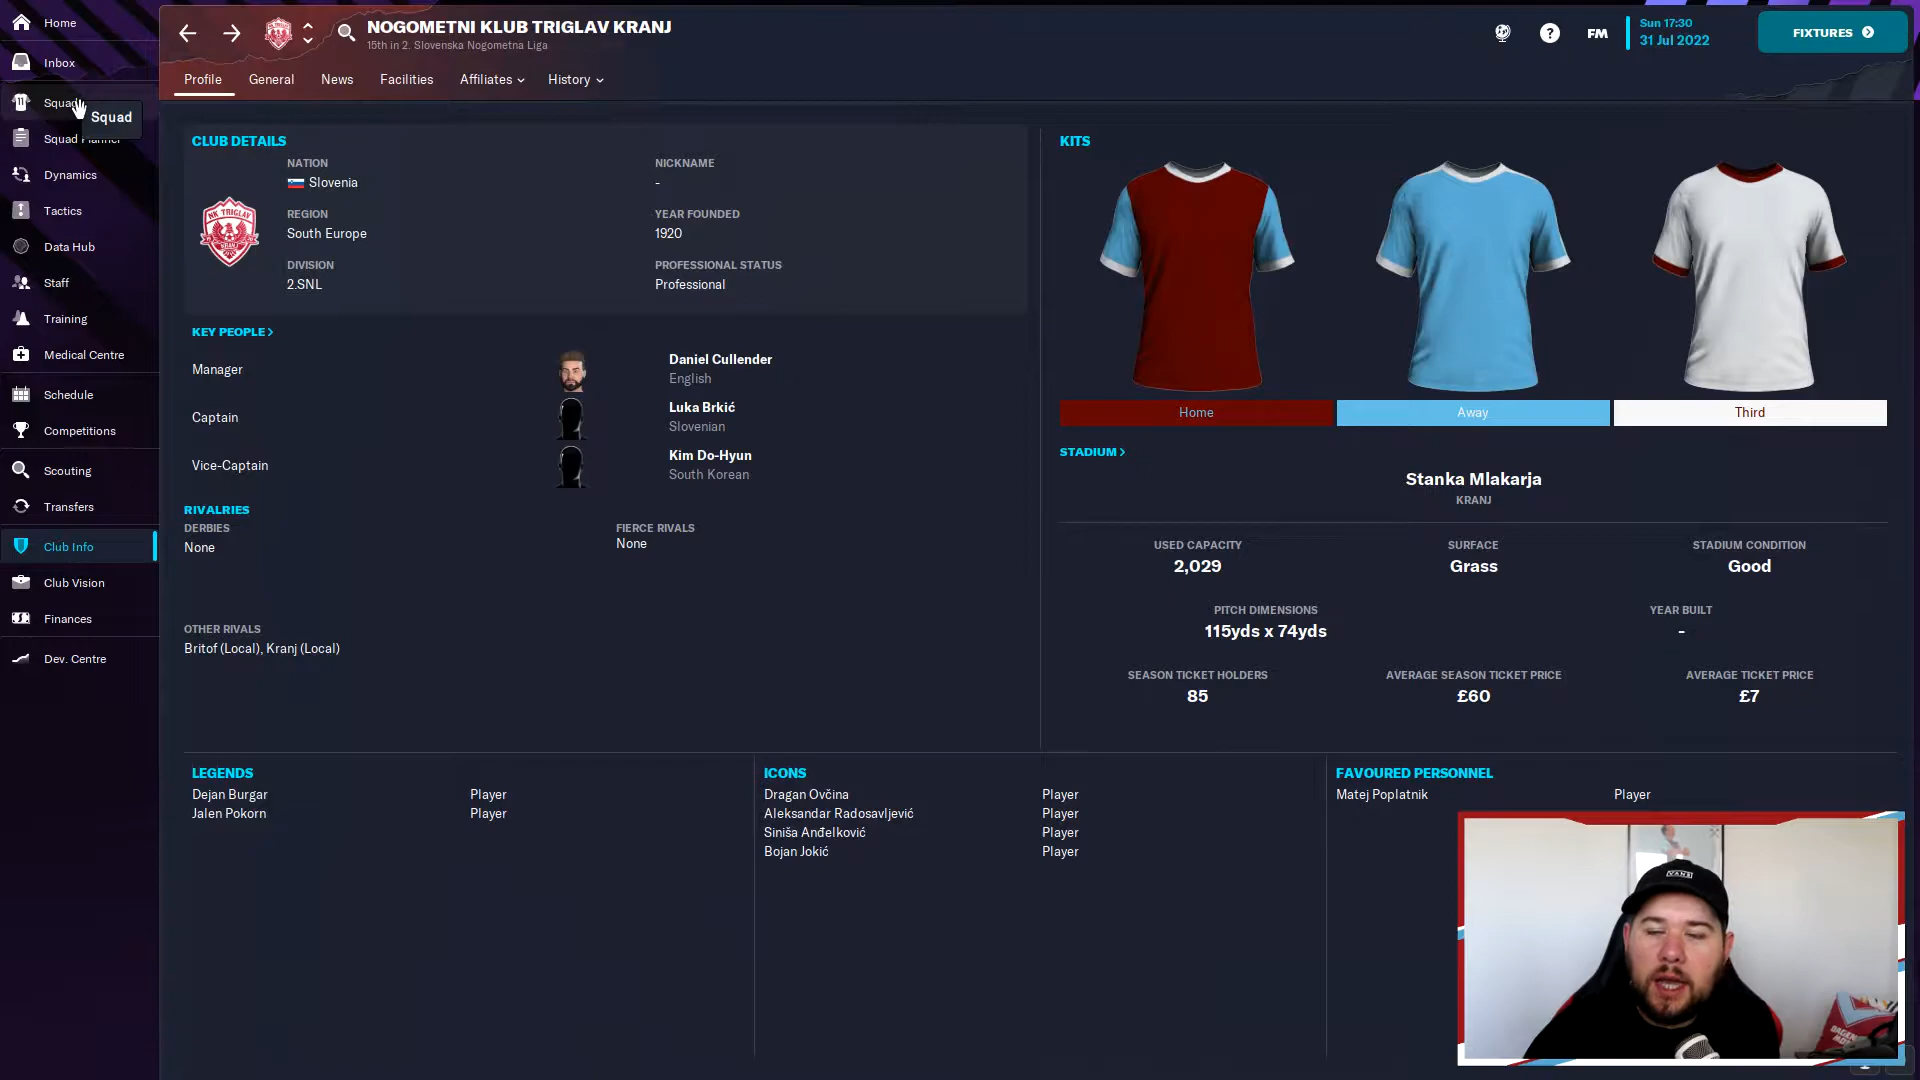 Home
Inbox
Squad
Squad
Squad Planner
Dynamics
Tactics
Data Hub
Staff
Training
Medical Centre
Schedule
Competitions
Scouting
Transfers
Club Info
Club Vision
Finances
Dev. Centre
NOGOMETNI KLUB TRIGLAV KRANJ
15th in 2. Slovenska Nogometna Liga
FM
Sun 17:30
31 Jul 2022
FIXTURES
Profile General News Facilities Affiliates History
CLUB DETAILS
NK TRIGLAV
KRANJ
NATION
Slovenia
NICKNAME
-
REGION
South Europe
YEAR FOUNDED
1920
DIVISION
2.SNL
PROFESSIONAL STATUS
Professional
KEY PEOPLE >
Manager
Daniel Cullender
English
Captain
Luka Brkić
Slovenian
Vice-Captain
Kim Do-Hyun
South Korean
RIVALRIES
DERBIES
None
FIERCE RIVALS
None
OTHER RIVALS
Britof (Local), Kranj (Local)
KITS
Home Away Third
STADIUM >
Stanka Mlakarja
KRANJ
USED CAPACITY
2,029
SURFACE
Grass
STADIUM CONDITION
Good
PITCH DIMENSIONS
115yds x 74yds
YEAR BUILT
-
SEASON TICKET HOLDERS
85
AVERAGE SEASON TICKET PRICE
£60
AVERAGE TICKET PRICE
£7
LEGENDS
Dejan Burgar Player
Jalen Pokorn Player
ICONS
Dragan Ovčina Player
Aleksandar Radosavljević Player
Siniša Anđelković Player
Bojan Jokić Player
FAVOURED PERSONNEL
Matej Poplatnik Player
VANS